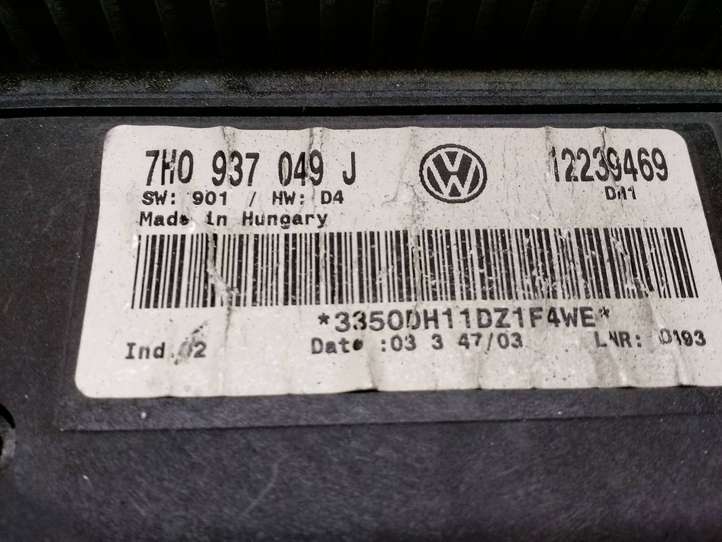 7H0 937 049 J
12239469
SW: 901 / HW: D4
DH1
Made in Hungary
*3350DH11DZ1F4WE*
Ind.02
Date :03 3 47/03
LNR: 0193